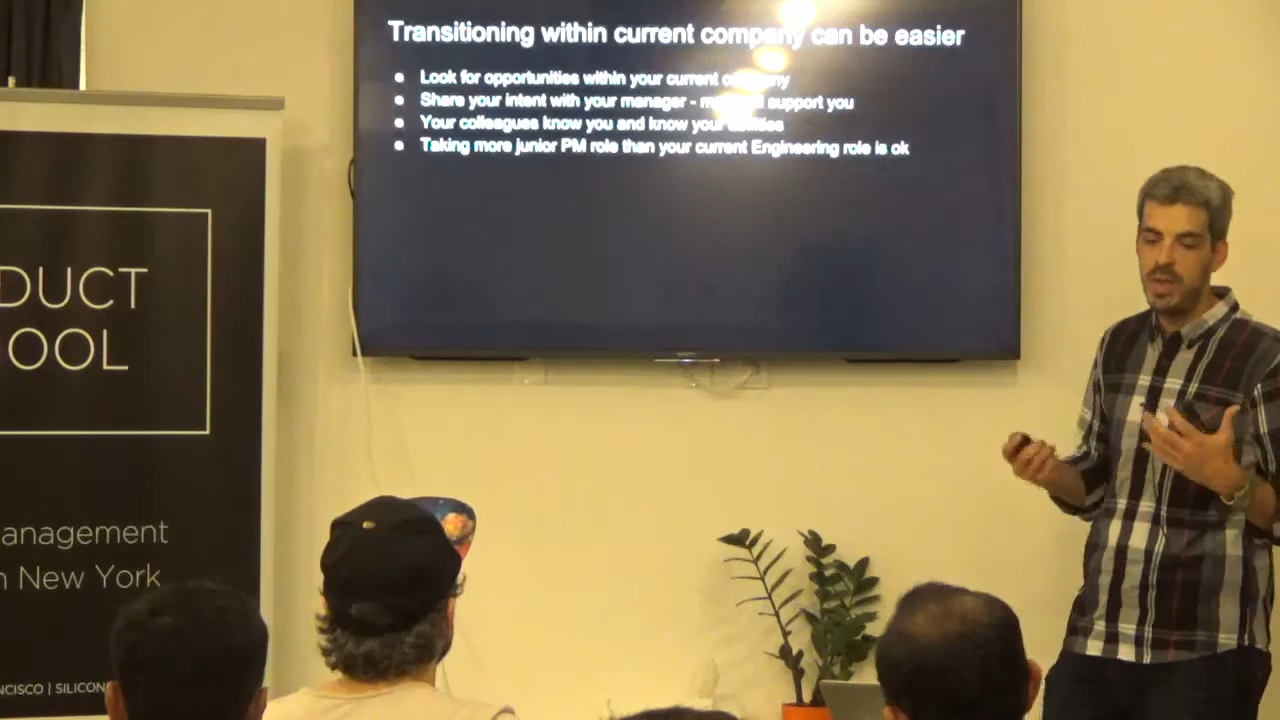 Transitioning within current company can be easier
Look for opportunities within your current company
Share your intent with your manager - support you
Your colleagues know you and know your abilities
Taking more junior PM role than your current Engineering role is ok
DUCT
OOL
anagement
n New York
NCISCO | SILICON